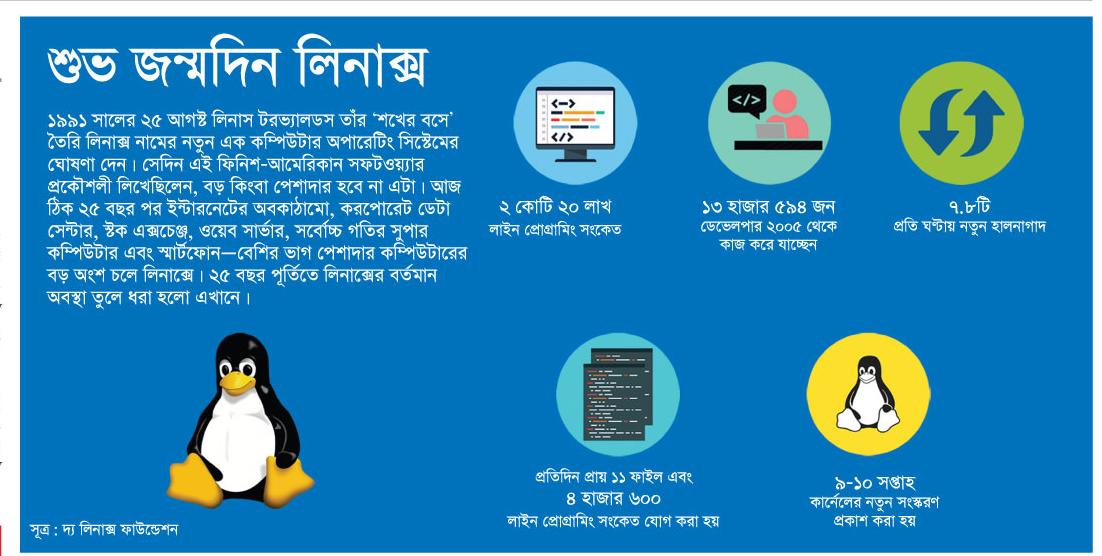 শুভ জন্মদিন লিনাক্স
১৯৯১ সালের ২৫ আগস্ট লিনাস টরভ্যালডস তাঁর ‘শখের বসে’
তৈরি লিনাক্স নামের নতুন এক কম্পিউটার অপারেটিং সিস্টেমের
ঘোষণা দেন। সেদিন এই ফিনিশ-আমেরিকান সফটওয়্যার
প্রকৌশলী লিখেছিলেন, বড় কিংবা পেশাদার হবে না এটা। আজ
ঠিক ২৫ বছর পর ইন্টারনেটের অবকাঠামো, করপোরেট ডেটা
সেন্টার, স্টক এক্সচেঞ্জ, ওয়েব সার্ভার, সর্বোচ্চ গতির সুপার
কম্পিউটার এবং স্মার্টফোন—বেশির ভাগ পেশাদার কম্পিউটারের
বড় অংশ চলে লিনাক্সে। ২৫ বছর পূর্তিতে লিনাক্সের বর্তমান
অবস্থা তুলে ধরা হলো এখানে।
<-->
</>
২ কোটি ২০ লাখ
লাইন প্রোগ্রামিং সংকেত
</>
১৩ হাজার ৫৯৪ জন
ডেভেলপার ২০০৫ থেকে
কাজ করে যাচ্ছেন
৭.৮টি
প্রতি ঘণ্টায় নতুন হালনাগাদ
প্রতিদিন প্রায় ১১ ফাইল এবং
৪ হাজার ৬০০
লাইন প্রোগ্রামিং সংকেত যোগ করা হয়
৯-১০ সপ্তাহ
কার্নেলের নতুন সংস্করণ
প্রকাশ করা হয়
সূত্র : দ্য লিনাক্স ফাউন্ডেশন